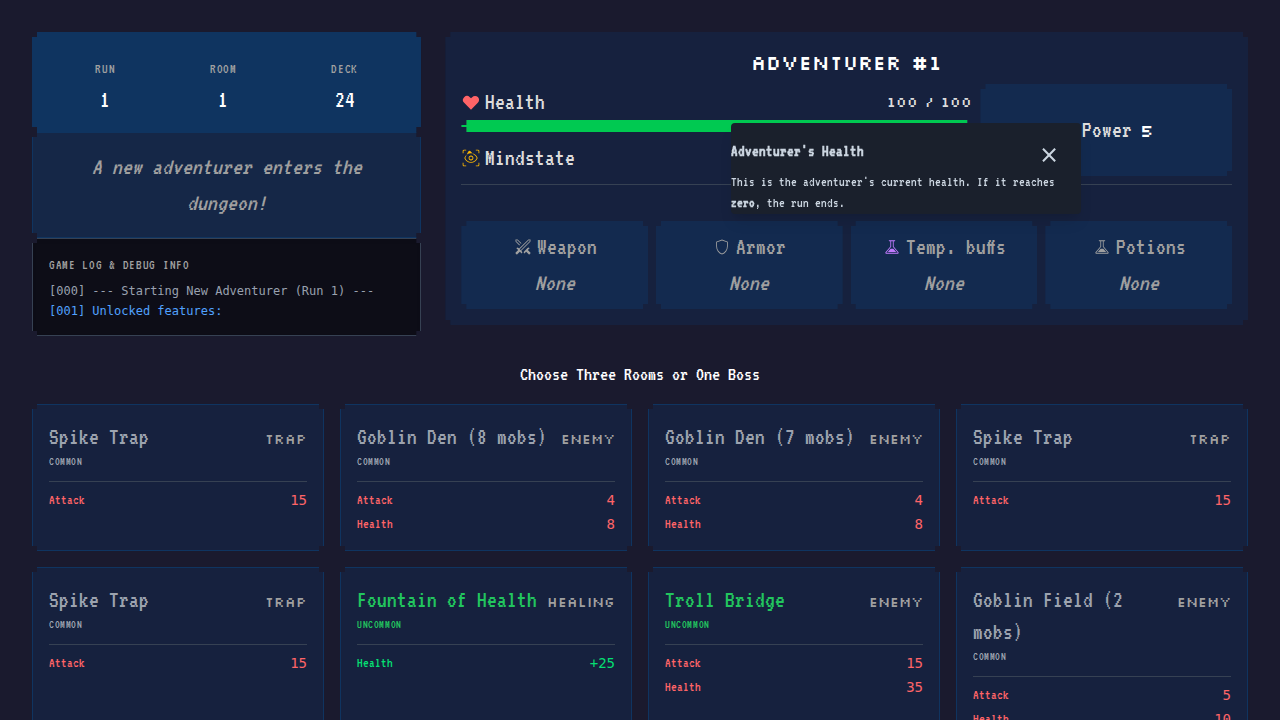 RUN ROOM DECK
1 1 24
A new adventurer enters the
dungeon!
GAME LOG & DEBUG INFO
[000] --- Starting New Adventurer (Run 1) ---
[001] Unlocked features:
ADVENTURER #1
Health 100 / 100
Power 5
Mindstate
Adventurer's Health
This is the adventurer's current health. If it reaches
zero, the run ends.
Weapon
None
Armor
None
Temp. buffs
None
Potions
None
Choose Three Rooms or One Boss
Spike Trap TRAP
COMMON
Attack 15
Goblin Den (8 mobs) ENEMY
COMMON
Attack 4
Health 8
Goblin Den (7 mobs) ENEMY
COMMON
Attack 4
Health 8
Spike Trap TRAP
COMMON
Attack 15
Spike Trap TRAP
COMMON
Attack 15
Fountain of Health HEALING
UNCOMMON
Health +25
Troll Bridge ENEMY
UNCOMMON
Attack 15
Health 35
Goblin Field (2 ENEMY
mobs)
COMMON
Attack 5
Health 10